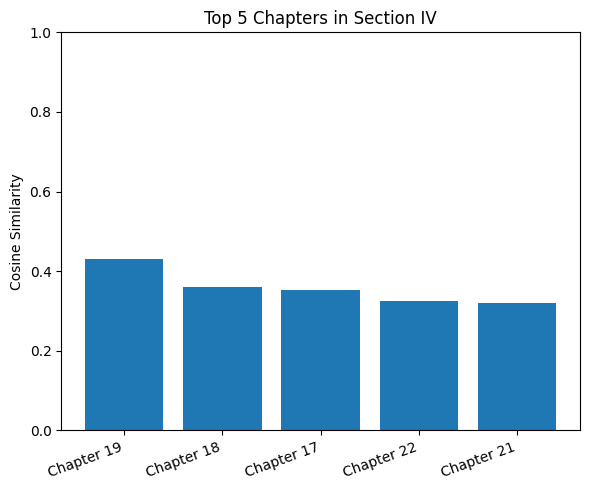 Top 5 Chapters in Section IV
1.0
0.8
0.6
0.4
0.2
0.0
Cosine Similarity
Chapter 19
Chapter 18
Chapter 17
Chapter 22
Chapter 21